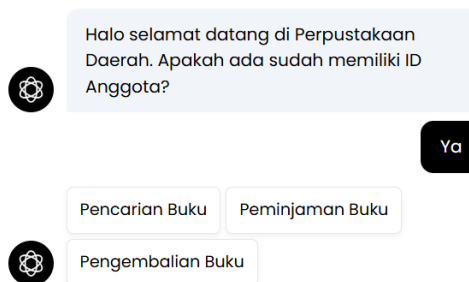 Halo selamat datang di Perpustakaan
Daerah. Apakah ada sudah memiliki ID
Anggota?
Ya
Pencarian Buku
Peminjaman Buku
Pengembalian Buku